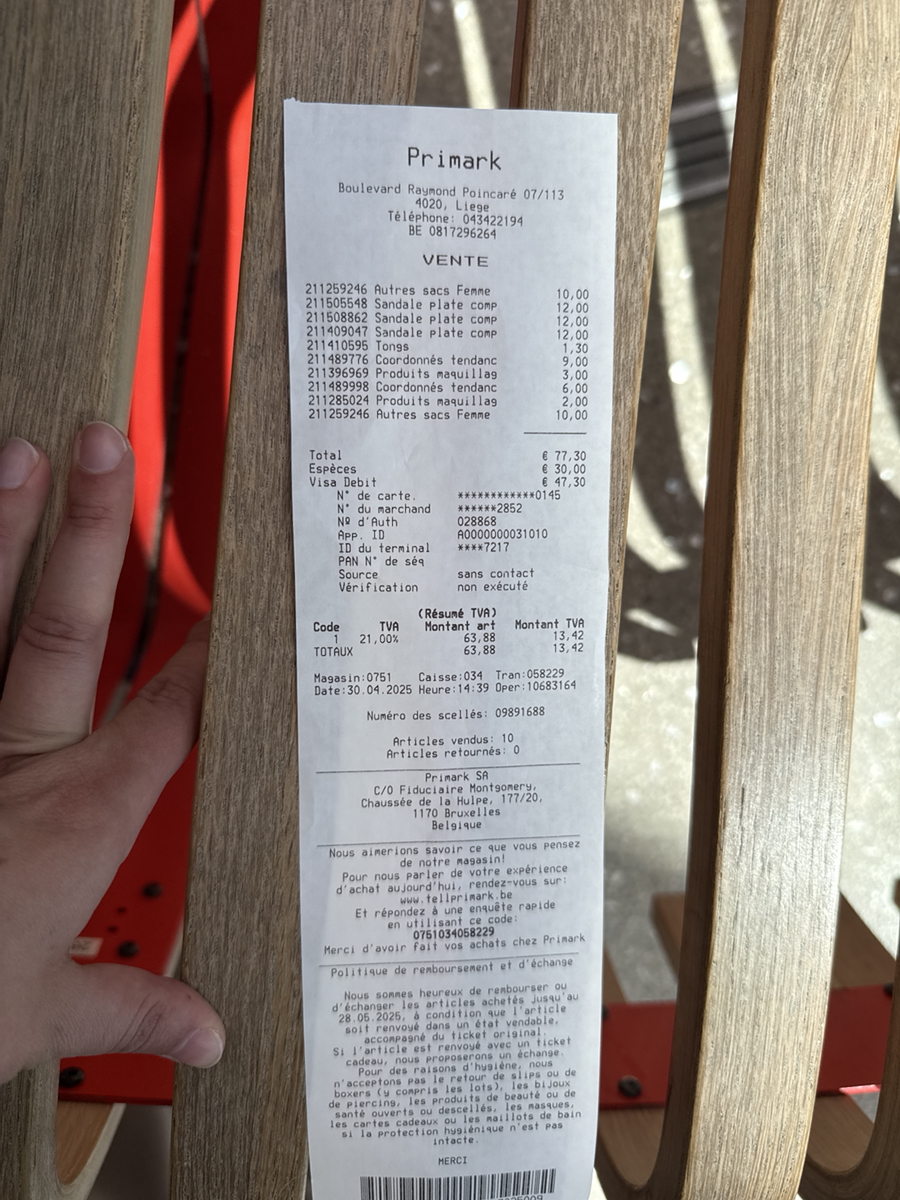 Primark
Boulevard Raymond Poincaré 07/113
4020, Liege
Téléphone: 043422194
BE 0817296264
VENTE
211259246 Autres sacs Femme 10,00
211505548 Sandale plate comp 12,00
211508862 Sandale plate comp 12,00
211409047 Sandale plate comp 12,00
211410595 Tongs 1,30
211489776 Coordonnés tendanc 9,00
211396969 Produits maquillag 3,00
211489998 Coordonnés tendanc 6,00
211285024 Produits maquillag 2,00
211259246 Autres sacs Femme 10,00
Total € 77,30
Espèces € 30,00
Visa Debit € 47,30
N° de carte. ************0145
N° du marchand ******2852
Nº d'Auth 028868
App. ID A0000000031010
ID du terminal ****7217
PAN N° de séq
Source sans contact
Vérification non exécuté
(Résumé TVA)
Code TVA Montant art Montant TVA
1 21,00% 63,88 13,42
TOTAUX 63,88 13,42
Magasin:0751 Caisse:034 Tran:058229
Date:30.04.2025 Heure:14:39 Oper:10683164
Numéro des scellés: 09891688
Articles vendus: 10
Articles retournés: 0
Primark SA
C/O Fiduciaire Montgomery,
Chaussée de la Hulpe, 177/20,
1170 Bruxelles
Belgique
Nous aimerions savoir ce que vous pensez
de notre magasin!
Pour nous parler de votre expérience
d'achat aujourd'hui, rendez-vous sur:
www.tellprimark.be
Et répondez à une enquête rapide
en utilisant ce code:
0751034058229
Merci d'avoir fait vos achats chez Primark
Politique de remboursement et d'échange
Nous sommes heureux de rembourser ou
d'échanger les articles achetés jusqu'au
28.05.2025, à condition que l'article
soit renvoyé dans un état vendable,
accompagné du ticket original.
Si l'article est renvoyé avec un ticket
cadeau, nous proposerons un échange.
Pour des raisons d'hygiène, nous
n'acceptons pas le retour de slips ou de
boxers (y compris les lots), les bijoux
de piercing, les produits de beauté ou de
santé ouverts ou descellés, les masques,
les cartes cadeaux ou les maillots de bain
si la protection hygiénique n'est pas
intacte.
MERCI